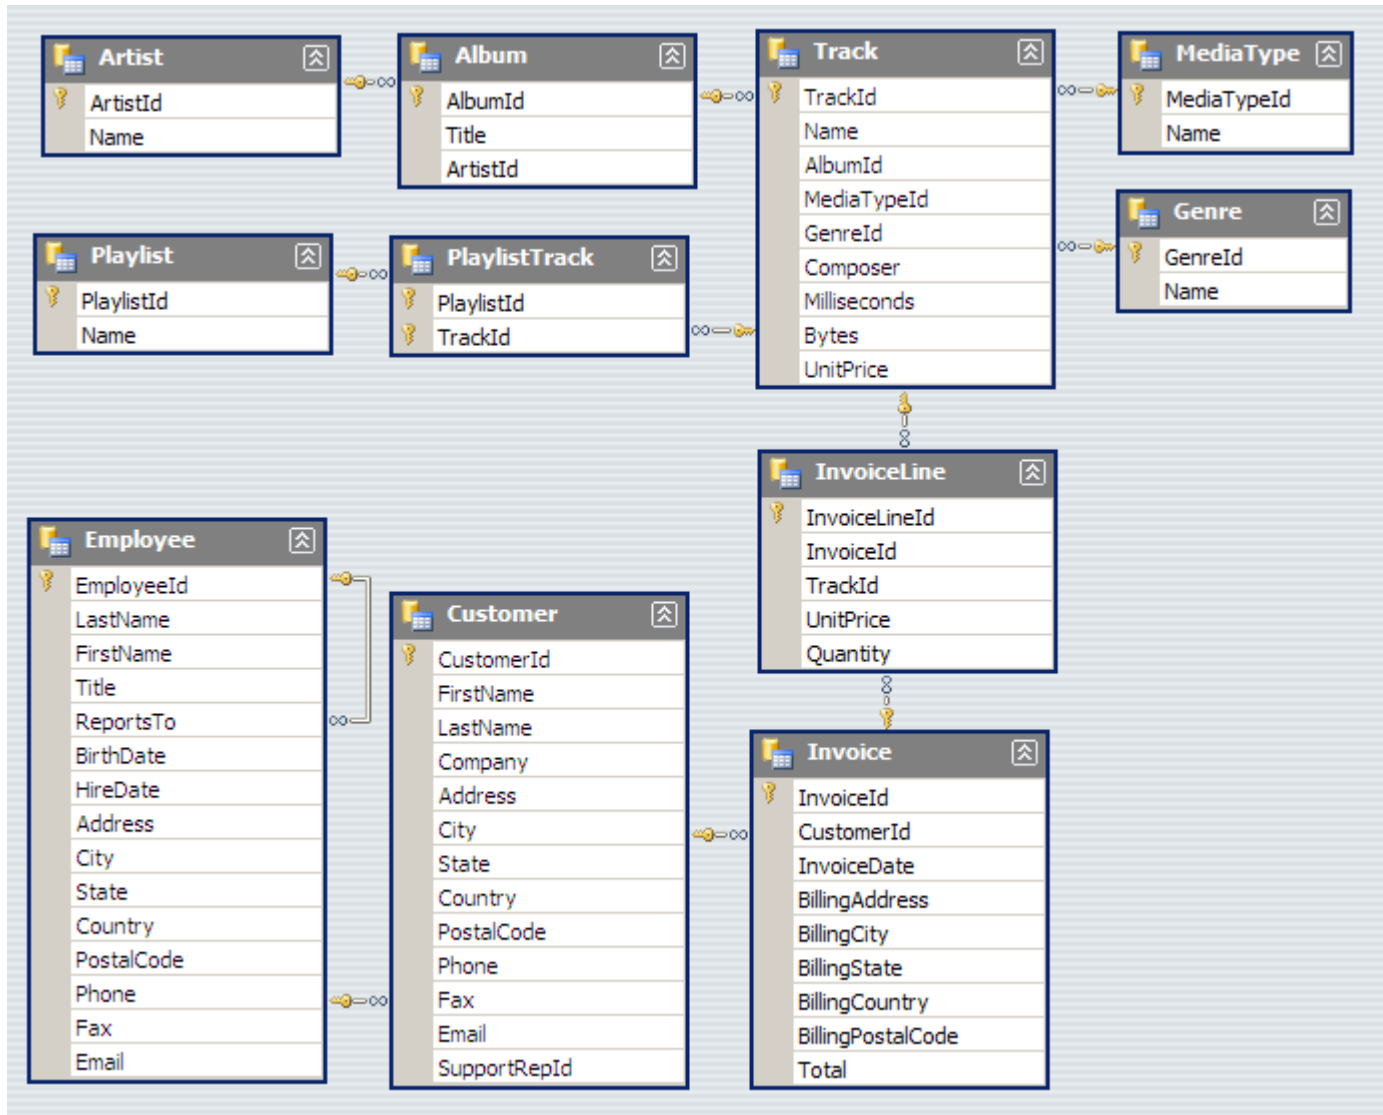 Artist
ArtistId
Name
Album
AlbumId
Title
ArtistId
Track
TrackId
Name
AlbumId
MediaTypeId
GenreId
Composer
Milliseconds
Bytes
UnitPrice
MediaType
MediaTypeId
Name
Genre
GenreId
Name
Playlist
PlaylistId
Name
PlaylistTrack
PlaylistId
TrackId
InvoiceLine
InvoiceLineId
InvoiceId
TrackId
UnitPrice
Quantity
Employee
EmployeeId
LastName
FirstName
Title
ReportsTo
BirthDate
HireDate
Address
City
State
Country
PostalCode
Phone
Fax
Email
Customer
CustomerId
FirstName
LastName
Company
Address
City
State
Country
PostalCode
Phone
Fax
Email
SupportRepId
Invoice
InvoiceId
CustomerId
InvoiceDate
BillingAddress
BillingCity
BillingState
BillingCountry
BillingPostalCode
Total